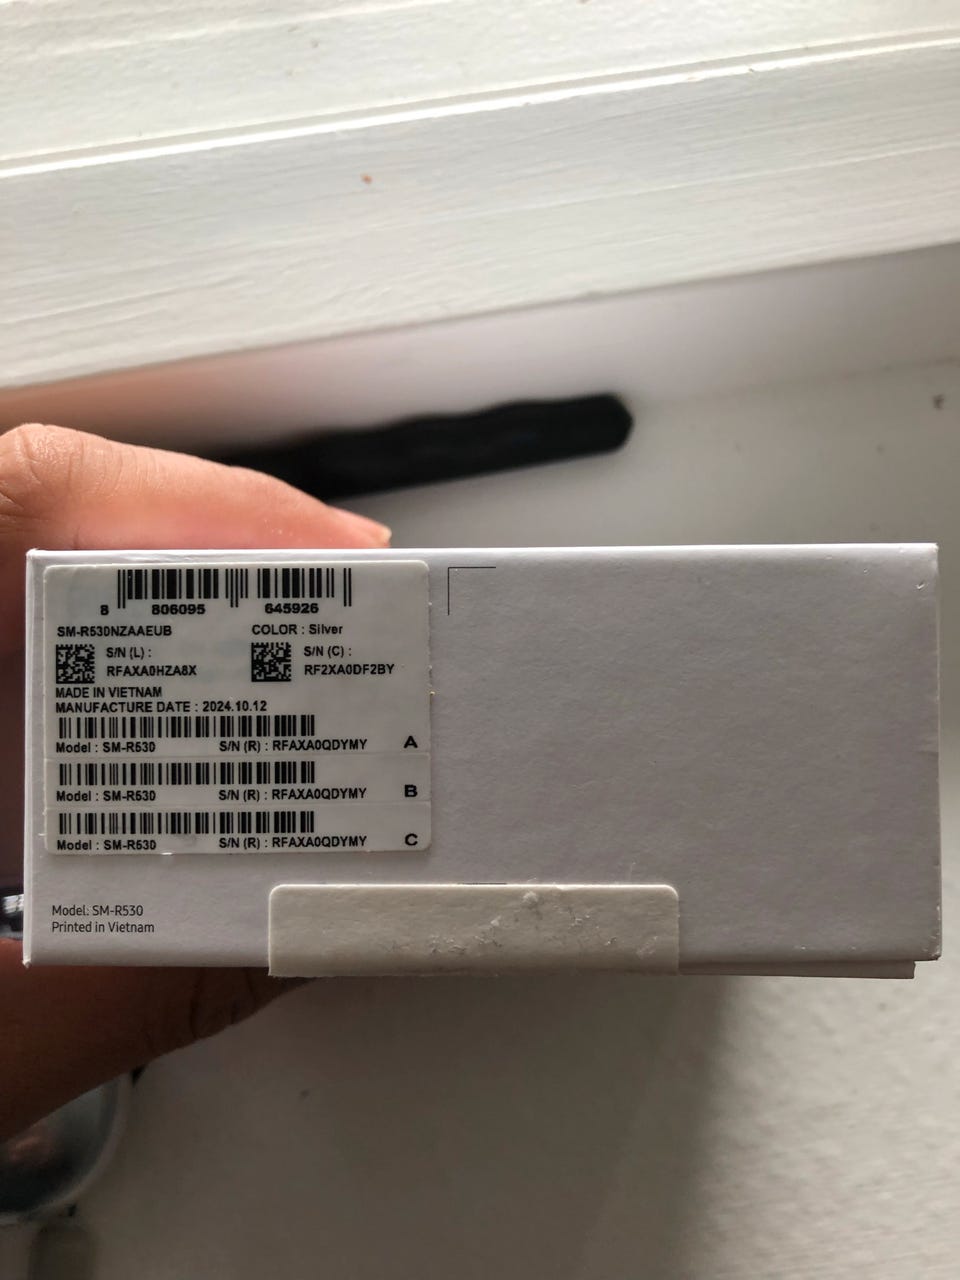 8 806095 645926
SM-R530NZAAEUB COLOR : Silver
S/N (L) : S/N (C) :
RFAXA0HZA8X RF2XA0DF2BY
MADE IN VIETNAM
MANUFACTURE DATE : 2024.10.12
Model : SM-R530 S/N (R) : RFAXA0QDYMY A
Model : SM-R530 S/N (R) : RFAXA0QDYMY B
Model : SM-R530 S/N (R) : RFAXA0QDYMY C
Model: SM-R530
Printed in Vietnam